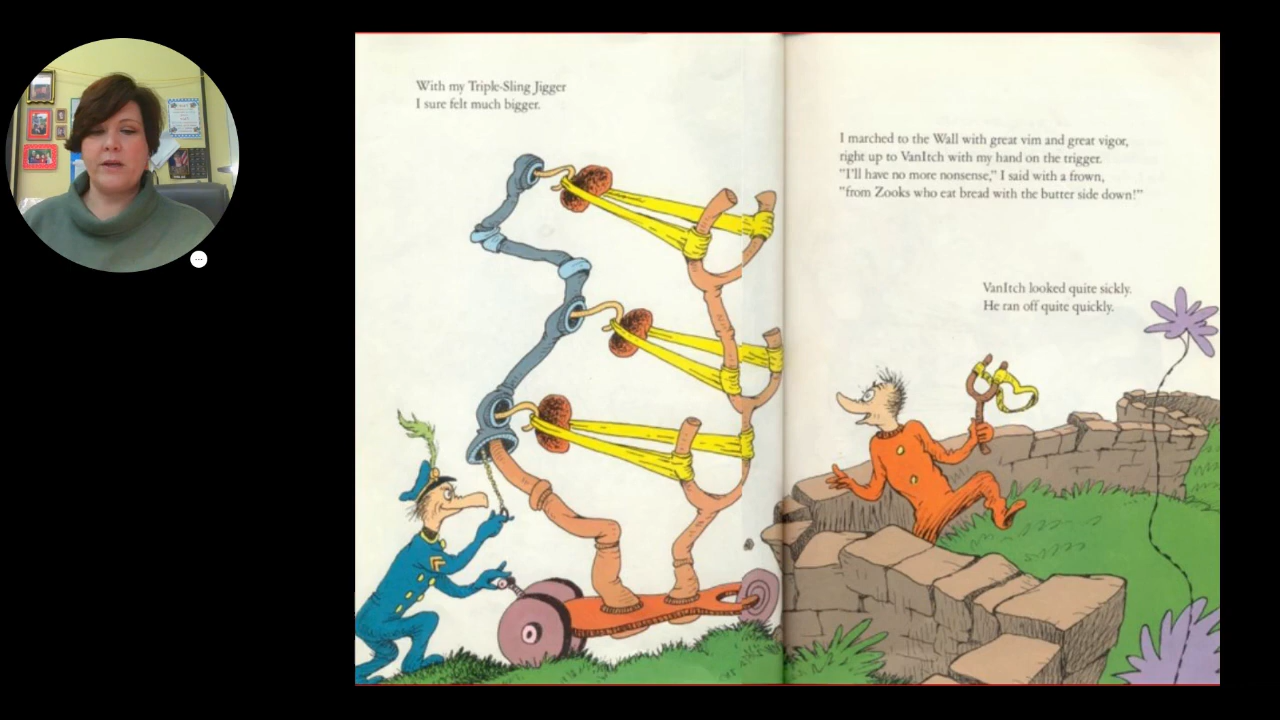 With my Triple-Sling Jigger
I sure felt much bigger.
I marched to the Wall with great vim and great vigor,
right up to VanItch with my hand on the trigger.
"I'll have no more nonsense," I said with a frown,
"from Zooks who eat bread with the butter side down!"
VanItch looked quite sickly.
He ran off quite quickly.